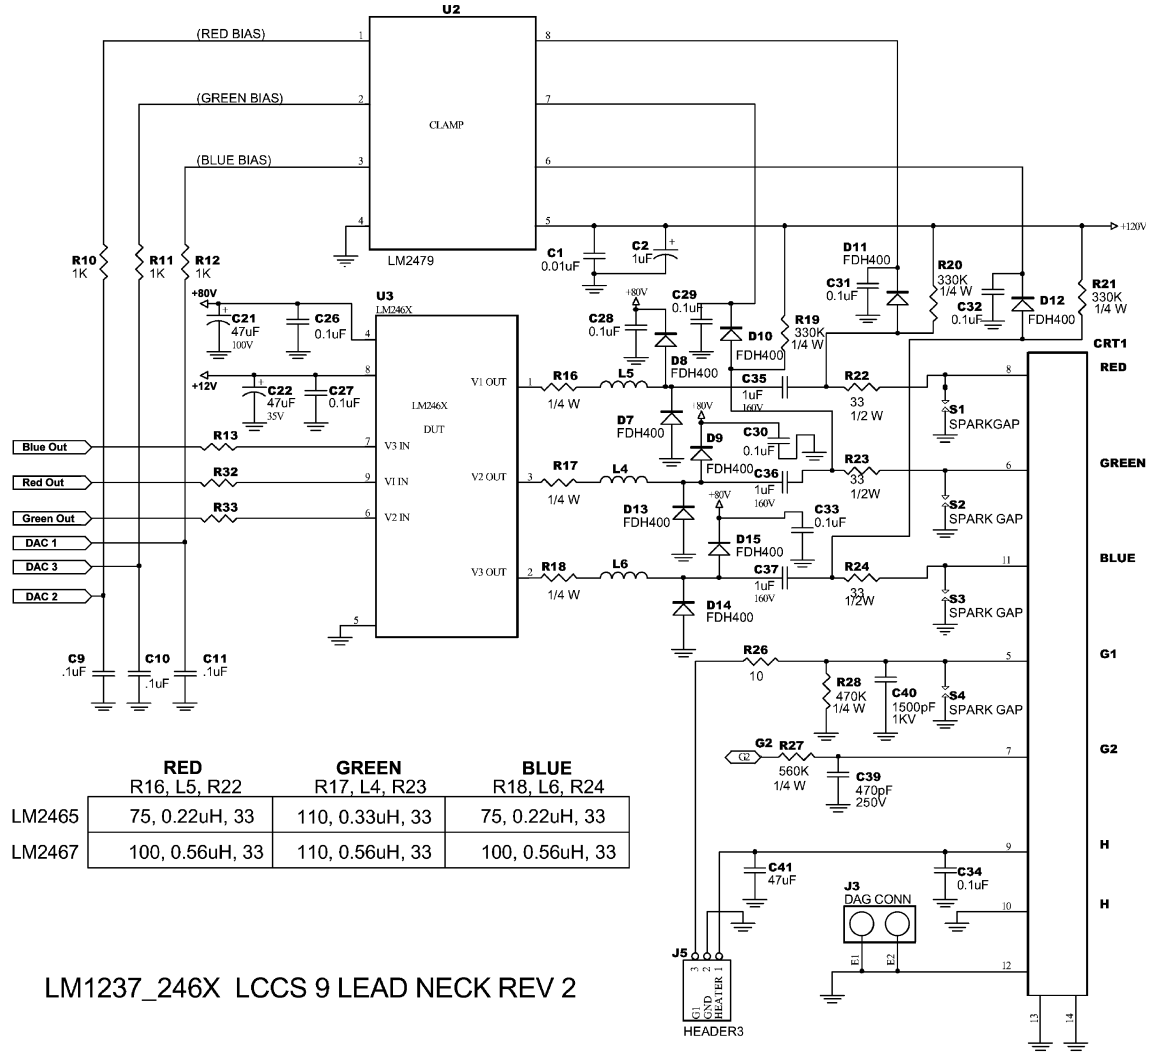 U2
(RED BIAS)
1
8
(GREEN BIAS)
2
7
CLAMP
(BLUE BIAS)
3
6
4
5
+120V
LM2479
R10
1K
R11
1K
R12
1K
C1
0.01uF
C2
1uF
+
D11
FDH400
C31
0.1uF
R20
330K
1/4 W
C32
0.1uF
D12
FDH400
R21
330K
1/4 W
+80V
C21
47uF
100V
+
C26
0.1uF
U3
LM246X
4
+80V
C28
0.1uF
C29
0.1uF
D10
FDH400
R19
330K
1/4 W
D8
FDH400
CRT1
+12V
C22
47uF
35V
+
C27
0.1uF
8
V1 OUT
1
R16
1/4 W
L5
C35
1uF
160V
R22
33
1/2 W
8
RED
S1
SPARKGAP
LM246X
DUT
D7
FDH400
+80V
D9
FDH400
C30
0.1uF
Blue Out
R13
7
V3 IN
Red Out
R32
9
V1 IN
V2 OUT
3
R17
1/4 W
L4
C36
1uF
160V
R23
33
1/2W
6
GREEN
S2
SPARK GAP
Green Out
R33
6
V2 IN
D13
FDH400
+80V
D15
FDH400
C33
0.1uF
DAC 1
DAC 3
DAC 2
V3 OUT
2
R18
1/4 W
L6
C37
1uF
160V
R24
33
1/2W
11
BLUE
S3
SPARK GAP
D14
FDH400
5
C9
.1uF
C10
.1uF
C11
.1uF
R26
10
5
G1
R28
470K
1/4 W
C40
1500pF
1KV
S4
SPARK GAP
G2
G2
R27
560K
1/4 W
7
G2
C39
470pF
250V
RED
R16, L5, R22
GREEN
R17, L4, R23
BLUE
R18, L6, R24
LM2465
75, 0.22uH, 33
110, 0.33uH, 33
75, 0.22uH, 33
LM2467
100, 0.56uH, 33
110, 0.56uH, 33
100, 0.56uH, 33
9
H
C41
47uF
C34
0.1uF
J3
DAG CONN
10
H
E1
E2
12
J5
3
2
1
G1
GND
HEATER
HEADER3
13
14
LM1237_246X LCCS 9 LEAD NECK REV 2